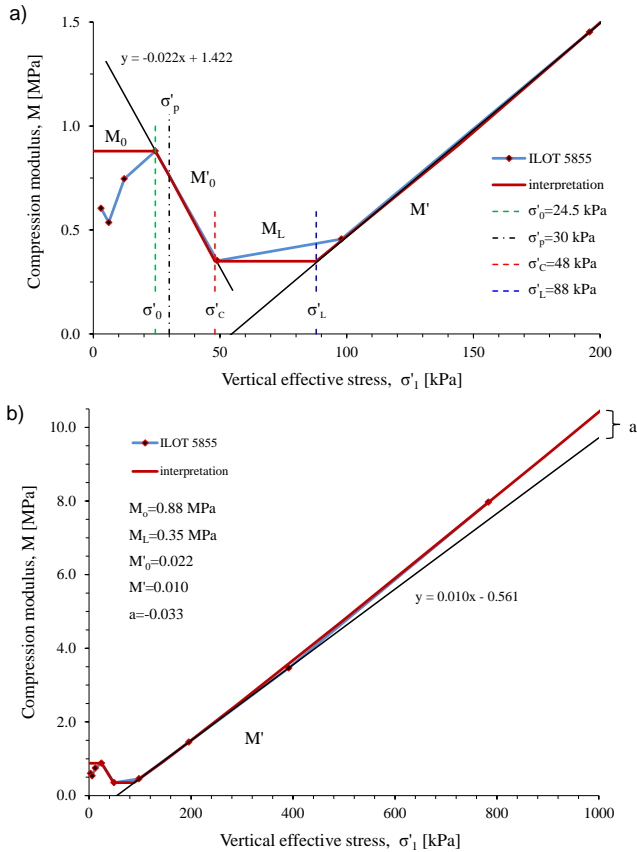 a)
1.5
1.0
0.5
0.0
Compression modulus, M [MPa]
y = -0.022x + 1.422
σ'p
M0
M'0
ML
M'
σ'0
σ'C
σ'L
ILOT 5855
interpretation
σ'0=24.5 kPa
σ'p=30 kPa
σ'C=48 kPa
σ'L=88 kPa
0
50
100
150
200
Vertical effective stress, σ'1 [kPa]
b)
10.0
8.0
6.0
4.0
2.0
0.0
Compression modulus, M [MPa]
ILOT 5855
interpretation
Mo=0.88 MPa
ML=0.35 MPa
M'0=0.022
M'=0.010
a=-0.033
a
y = 0.010x - 0.561
M'
0
200
400
600
800
1000
Vertical effective stress, σ'1 [kPa]